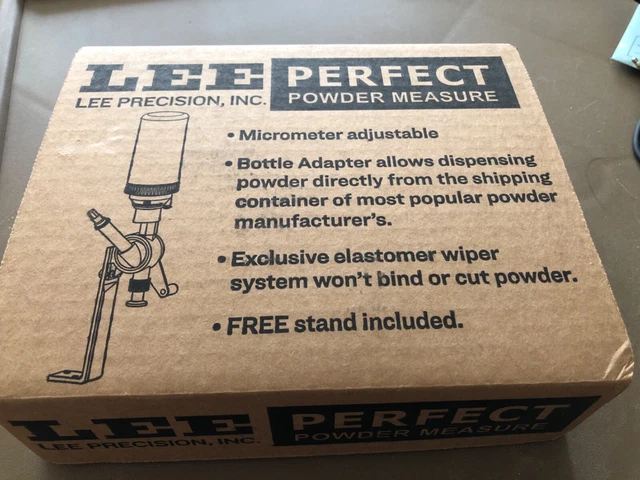 LEE PERFECT
LEE PRECISION, INC. POWDER MEASURE
• Micrometer adjustable
• Bottle Adapter allows dispensing
powder directly from the shipping
container of most popular powder
manufacturer's.
• Exclusive elastomer wiper
system won't bind or cut powder.
• FREE stand included.
LEE PERFECT
LEE PRECISION, INC. POWDER MEASURE